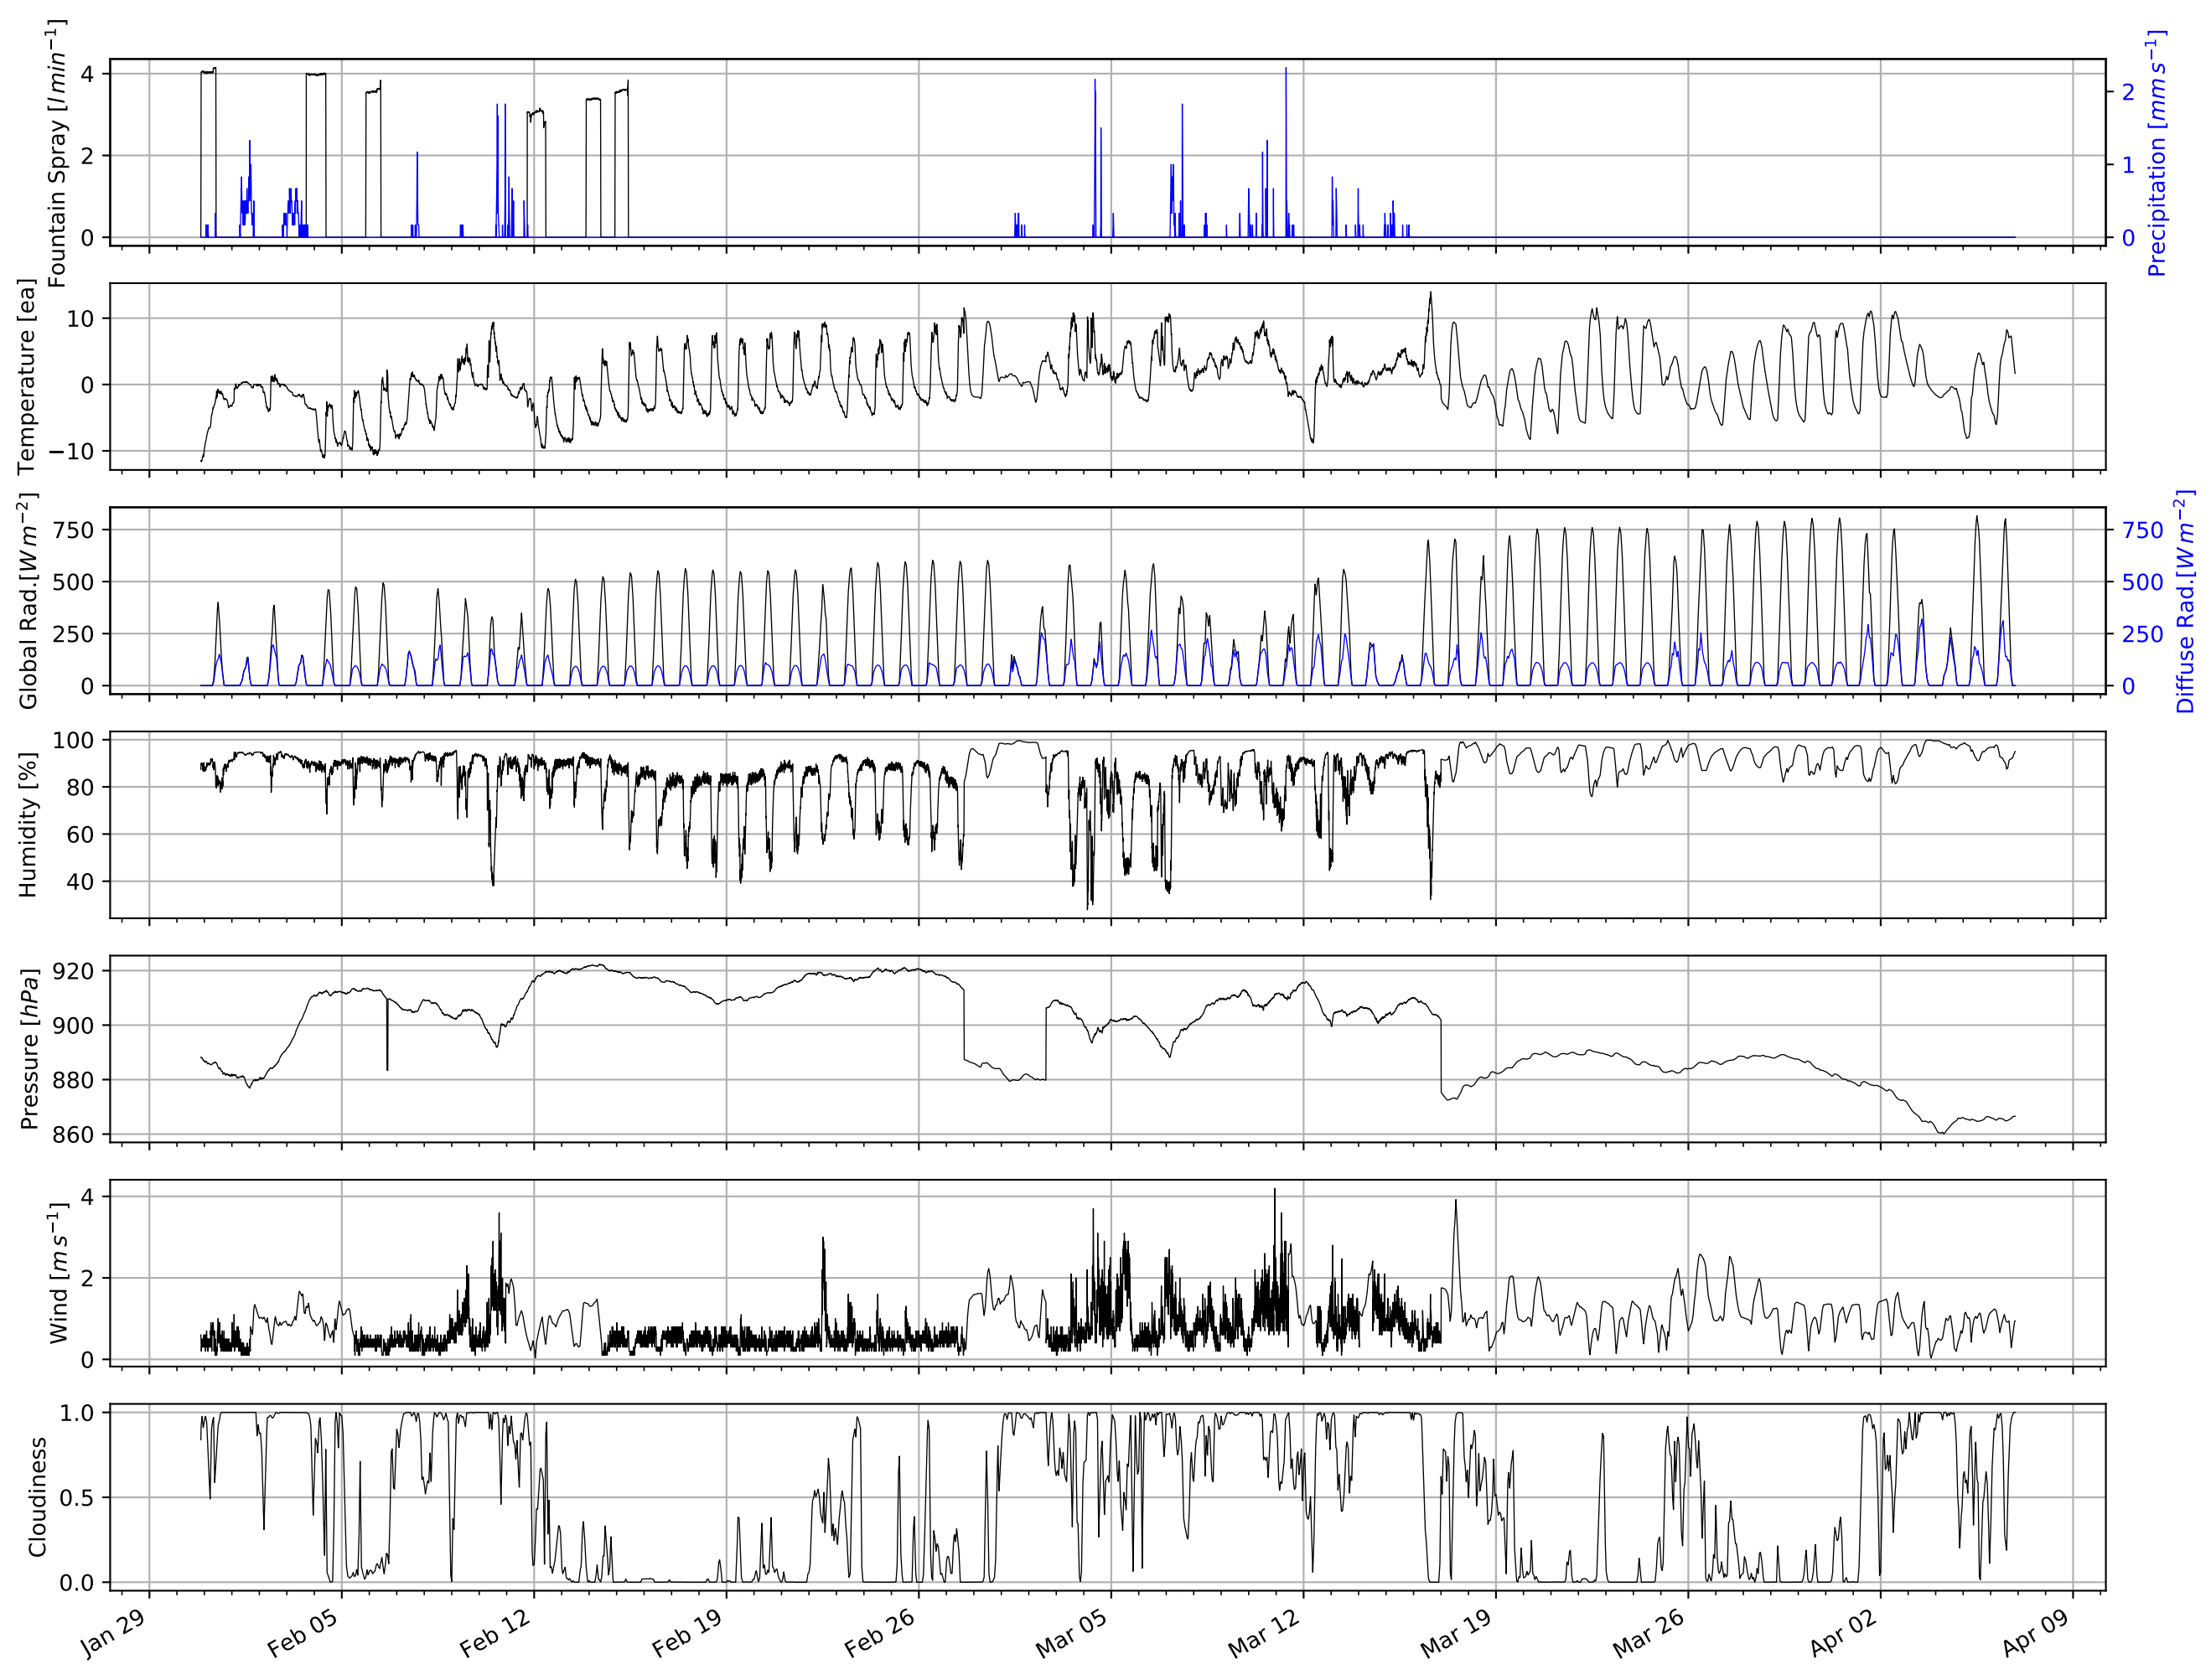 Fountain Spray [l min⁻¹]
4
2
0
2
1
0
Precipitation [mm s⁻¹]
Temperature [ea]
10
0
−10
Global Rad.[W m⁻²]
750
500
250
0
750
500
250
0
Diffuse Rad.[W m⁻²]
Humidity [%]
100
80
60
40
Pressure [hPa]
920
900
880
860
Wind [m s⁻¹]
4
2
0
Cloudiness
1.0
0.5
0.0
Jan 29
Feb 05
Feb 12
Feb 19
Feb 26
Mar 05
Mar 12
Mar 19
Mar 26
Apr 02
Apr 09